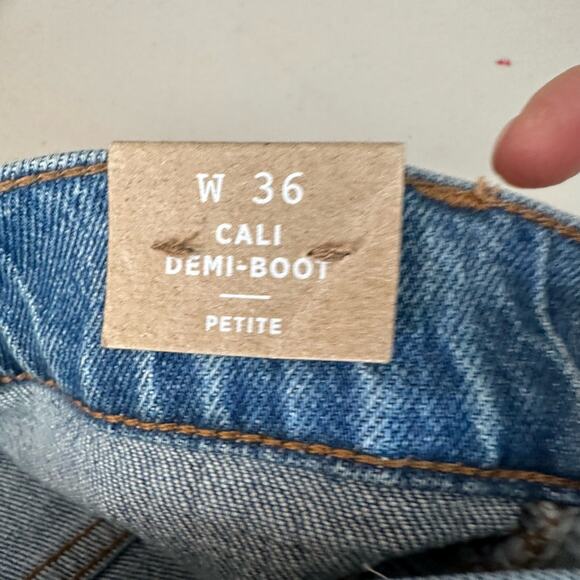 W 36
CALI
DEMI-BOOT
PETITE